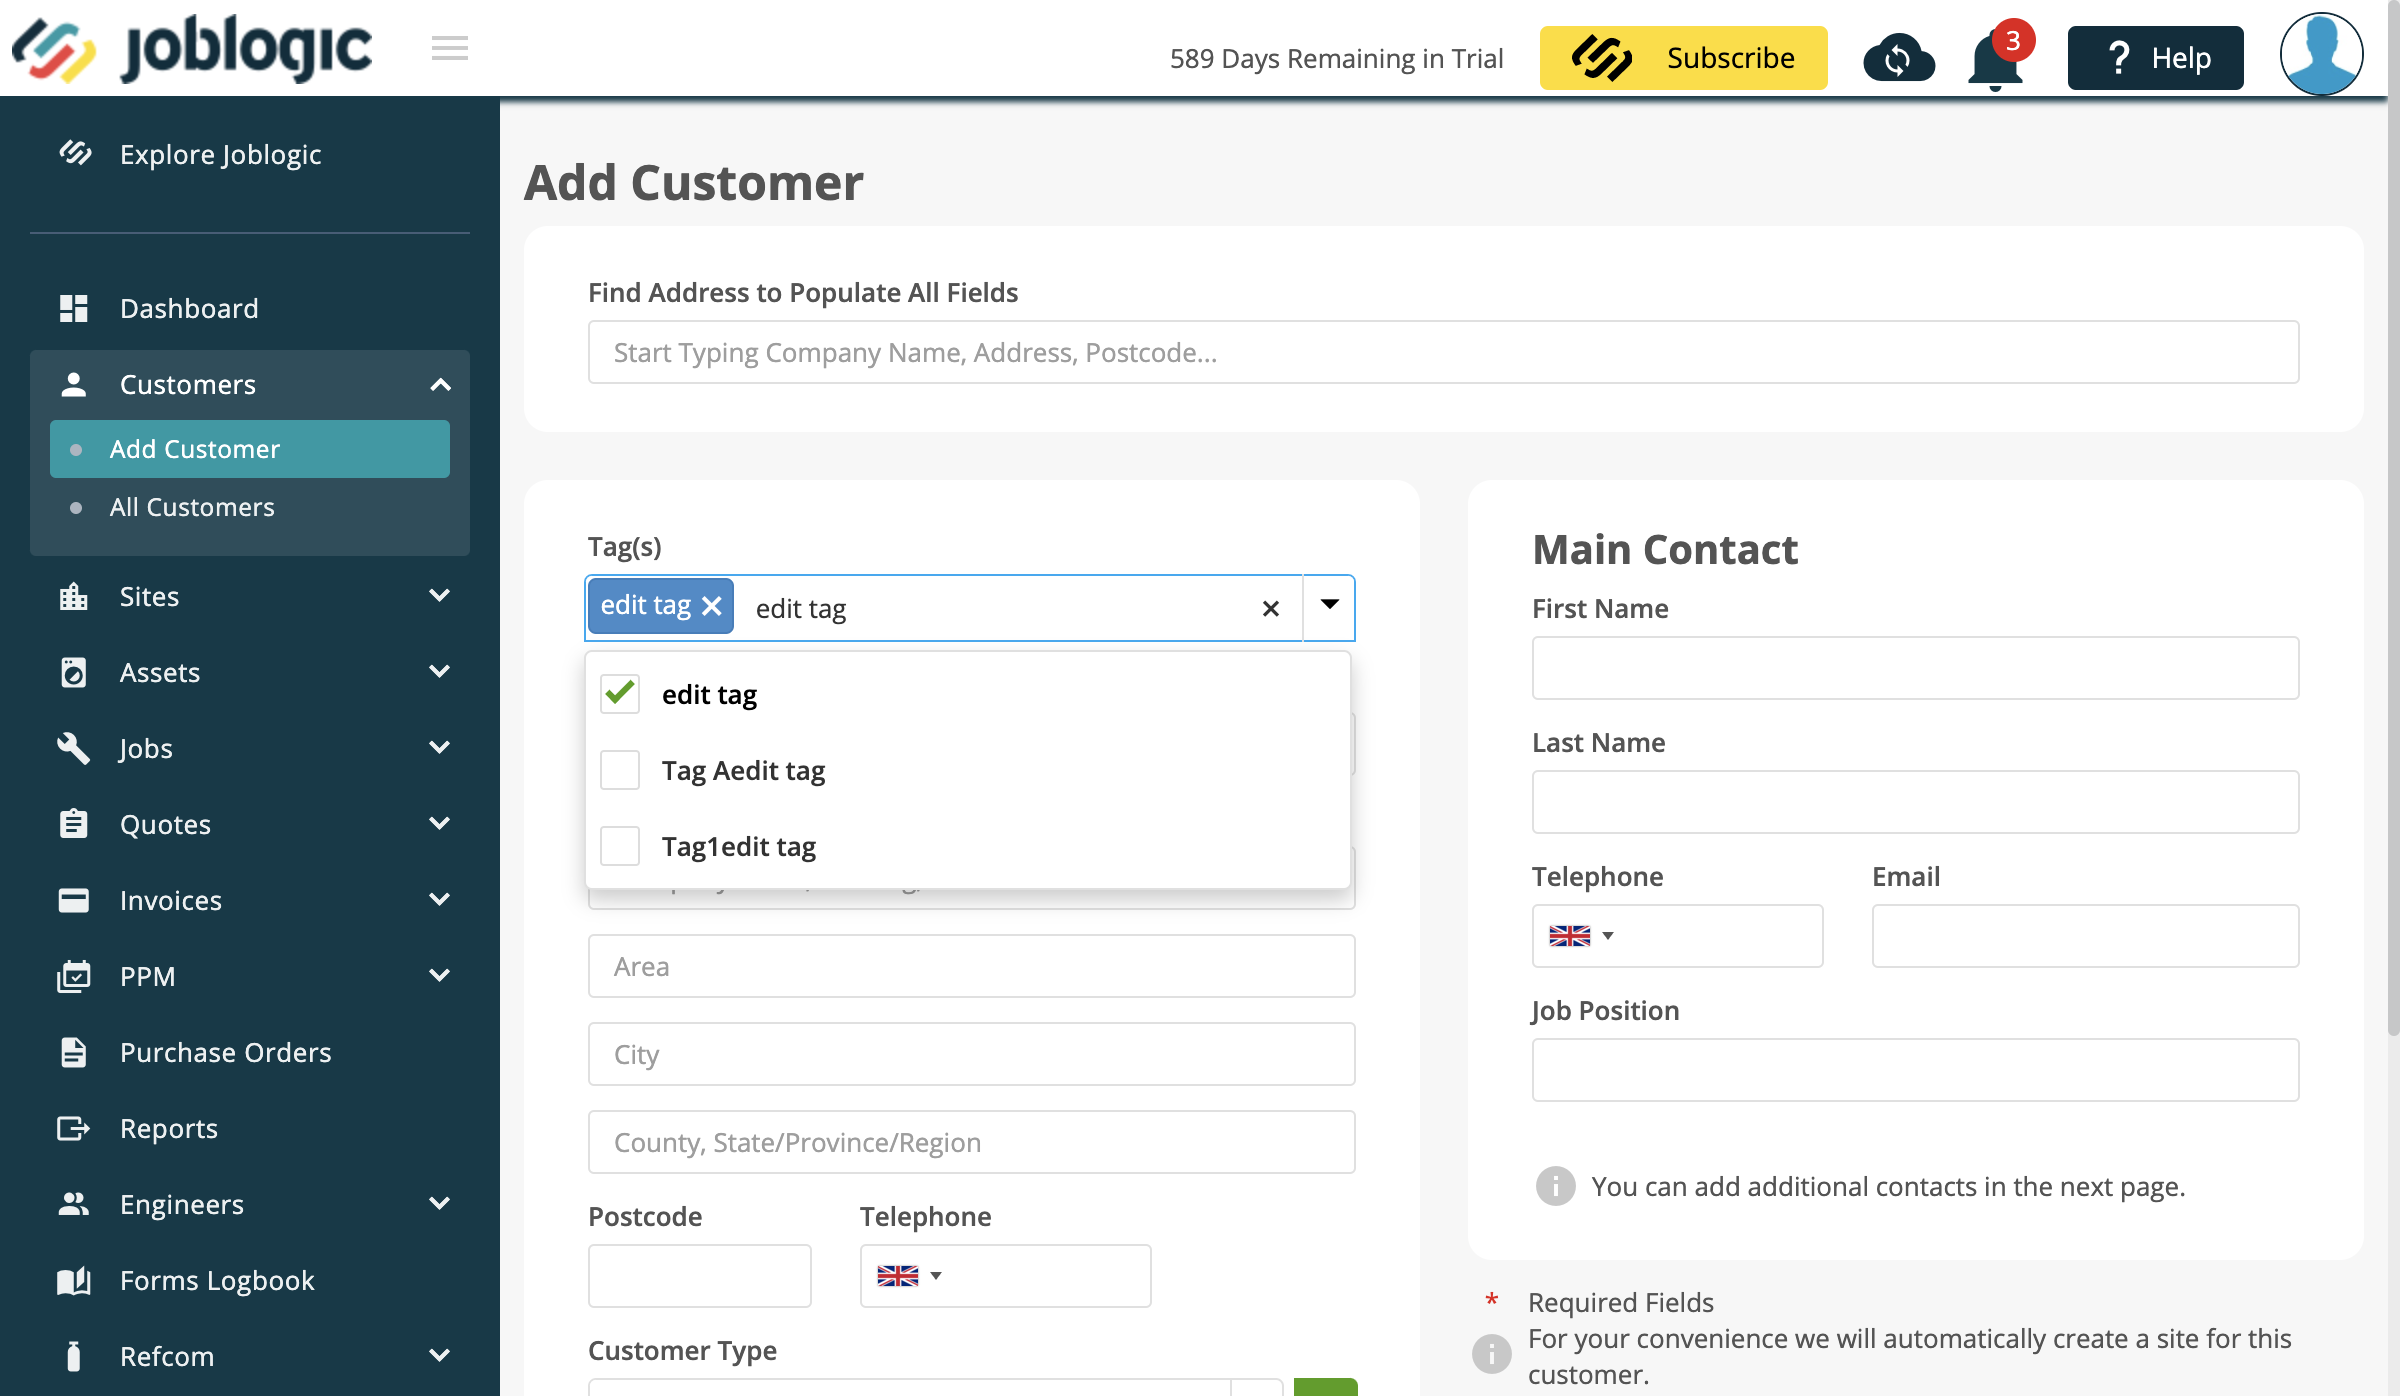 joblogic
589 Days Remaining in Trial
Subscribe
3
? Help
Explore Joblogic
Dashboard
Customers
Add Customer
All Customers
Sites
Assets
Jobs
Quotes
Invoices
PPM
Purchase Orders
Reports
Engineers
Forms Logbook
Refcom
Add Customer
Find Address to Populate All Fields
Start Typing Company Name, Address, Postcode...
Tag(s)
edit tag
edit tag
edit tag
Tag Aedit tag
Tag1edit tag
Area
City
County, State/Province/Region
Postcode
Telephone
Customer Type
Main Contact
First Name
Last Name
Telephone
Email
Job Position
You can add additional contacts in the next page.
* Required Fields
For your convenience we will automatically create a site for this
customer.